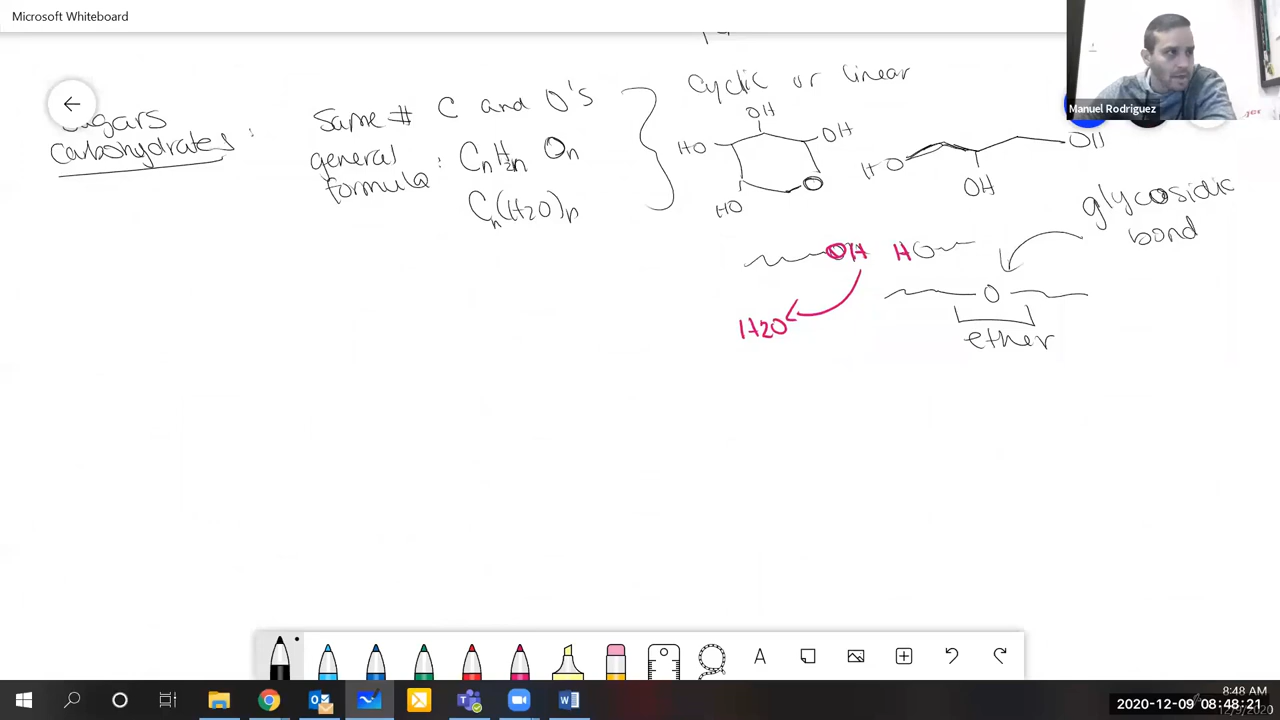 Microsoft Whiteboard
Manuel Rodriguez
Sugars
Carbohydrates :
Same # C and O's
general
formula : CnH2nOn
Cn(H2O)n
Cyclic or linear
OH
HO
OH
O
HO
HO
OH
OH
glycosidic
bond
OH HO
O
H2O
ether
A
8:48 AM
2020-12-09 08:48:21